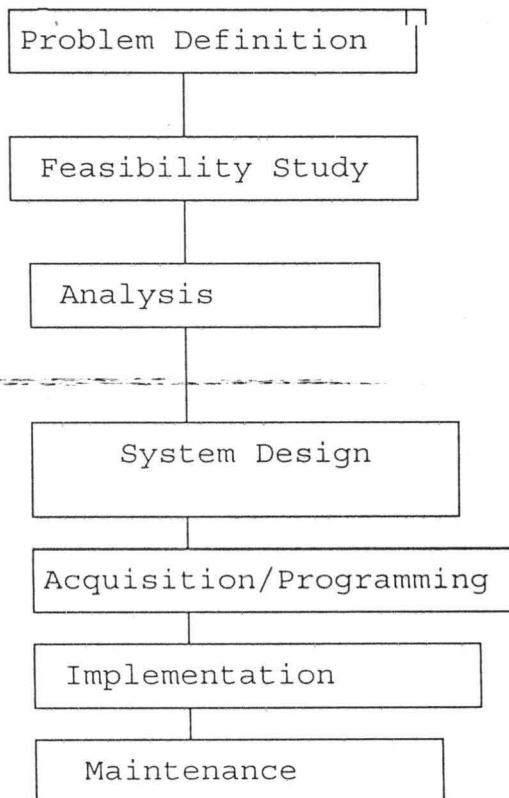 Problem Definition
Feasibility Study
Analysis
System Design
Acquisition/Programming
Implementation
Maintenance